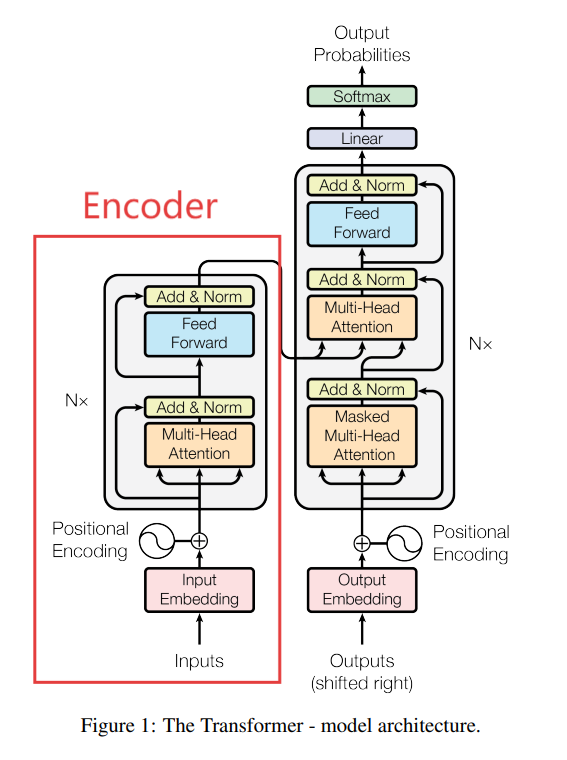 Output
Probabilities
Softmax
Linear
Add & Norm
Feed
Forward
Add & Norm
Multi-Head
Attention
Add & Norm
Masked
Multi-Head
Attention
N×
Positional
Encoding
Output
Embedding
Outputs
(shifted right)
Encoder
Add & Norm
Feed
Forward
Add & Norm
Multi-Head
Attention
N×
Positional
Encoding
Input
Embedding
Inputs
Figure 1: The Transformer - model architecture.